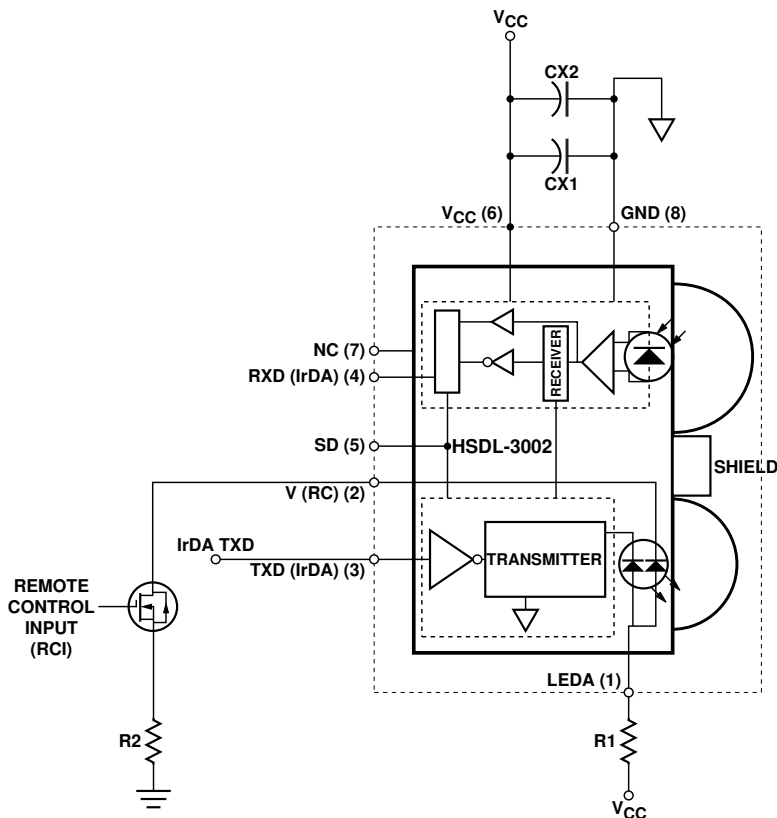 VCC
CX2
CX1
VCC (6)
GND (8)
NC (7)
RXD (IrDA) (4)
RECEIVER
SD (5)
HSDL-3002
SHIELD
V (RC) (2)
IrDA TXD
TXD (IrDA) (3)
TRANSMITTER
REMOTE
CONTROL
INPUT
(RCI)
LEDA (1)
R2
R1
VCC